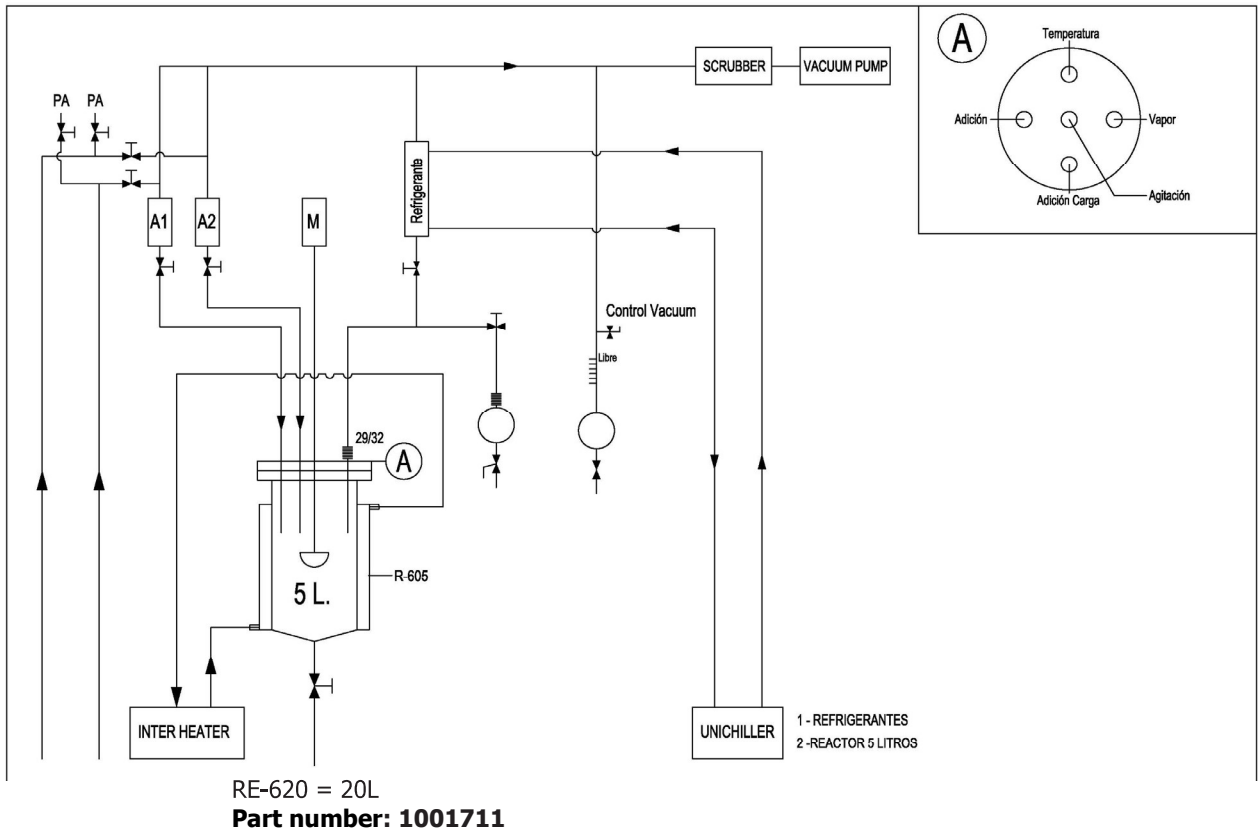 SCRUBBER
VACUUM PUMP
A
Temperatura
Adición
Vapor
Adición Carga
Agitación
PA
PA
A1
A2
M
Refrigerante
Control Vacuum
Libre
29/32
A
R-605
5 L.
INTER HEATER
UNICHILLER
1 - REFRIGERANTES
2 -REACTOR 5 LITROS
RE-620 = 20L
Part number: 1001711